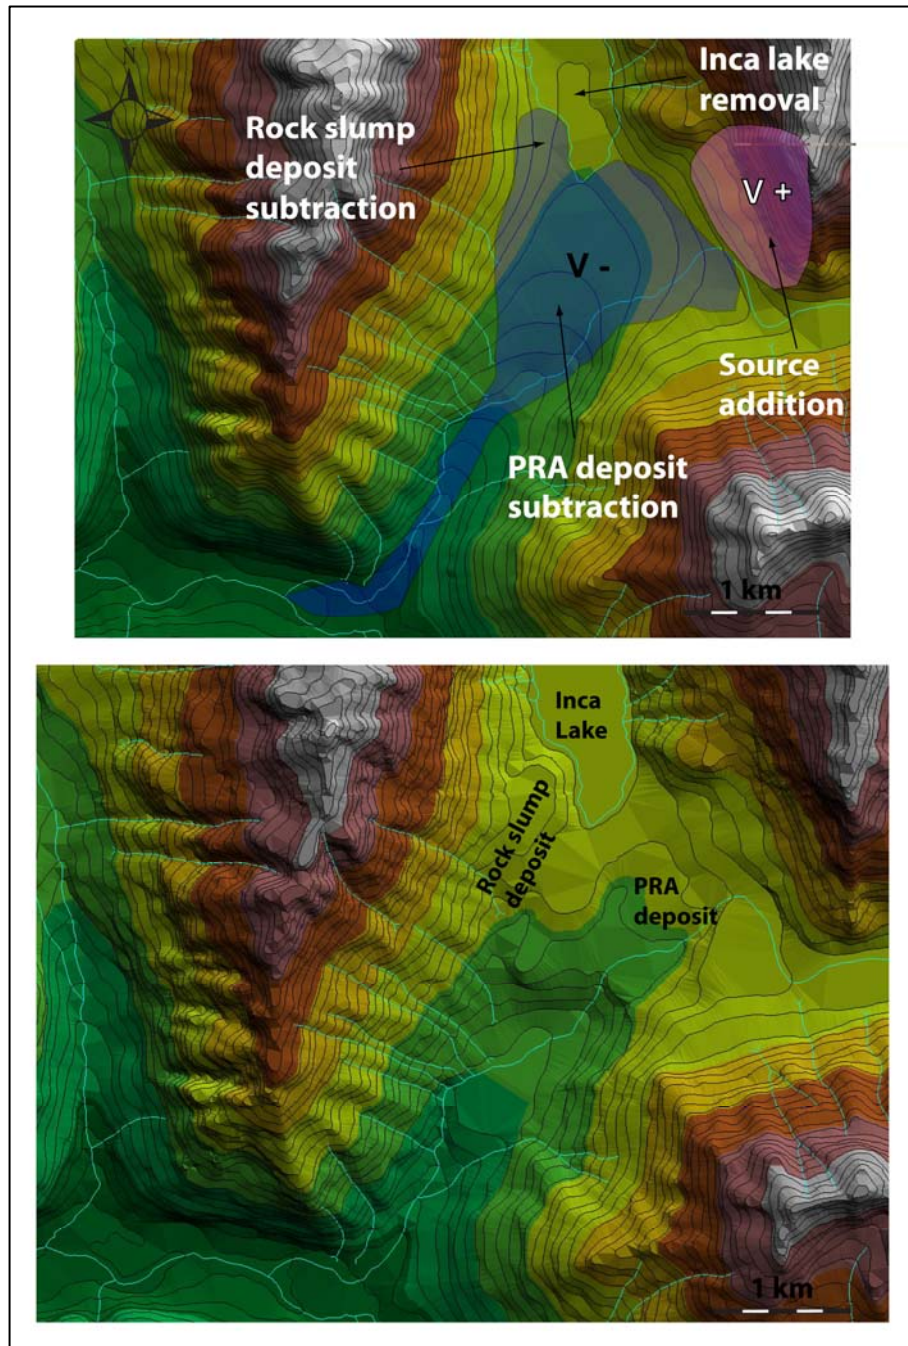 N
Inca lake
removal
Rock slump
deposit
subtraction
V +
V -
Source
addition
PRA deposit
subtraction
1 km
Inca
Lake
Rock slump
deposit
PRA
deposit
1 km